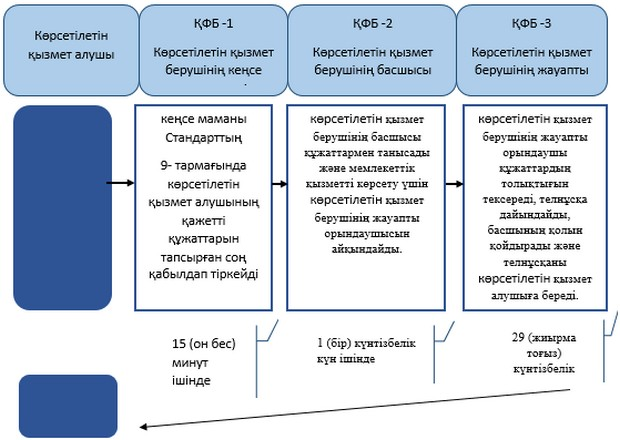 Көрсетілетін
қызмет алушы
ҚФБ -1
Көрсетілетін қызмет
берушінің кеңсе
ҚФБ -2
Көрсетілетін қызмет
берушінің басшысы
ҚФБ -3
Көрсетілетін қызмет
берушінің жауапты
кеңсе маманы
Стандарттың
9- тармағында
көрсетілетін
қызмет алушының
қажетті
құжаттарын
тапсырған соң
қабылдап тіркейді
көрсетілетін қызмет
берушінің басшысы
құжаттармен танысады
және мемлекеттік
қызметті көрсету үшін
көрсетілетін қызмет
берушінің жауапты
орындаушысын
айқындайды.
көрсетілетін қызмет
берушінің жауапты
орындаушы
құжаттардың
толықтығын
тексереді, телнұсқа
дайындайды,
басшының қолын
қойдырады және
телнұсқаны
көрсетілетін қызмет
алушыға береді.
15 (он бес)
минут
ішінде
1 (бір) күнтізбелік
күн ішінде
29 (жиырма
тоғыз)
күнтізбелік